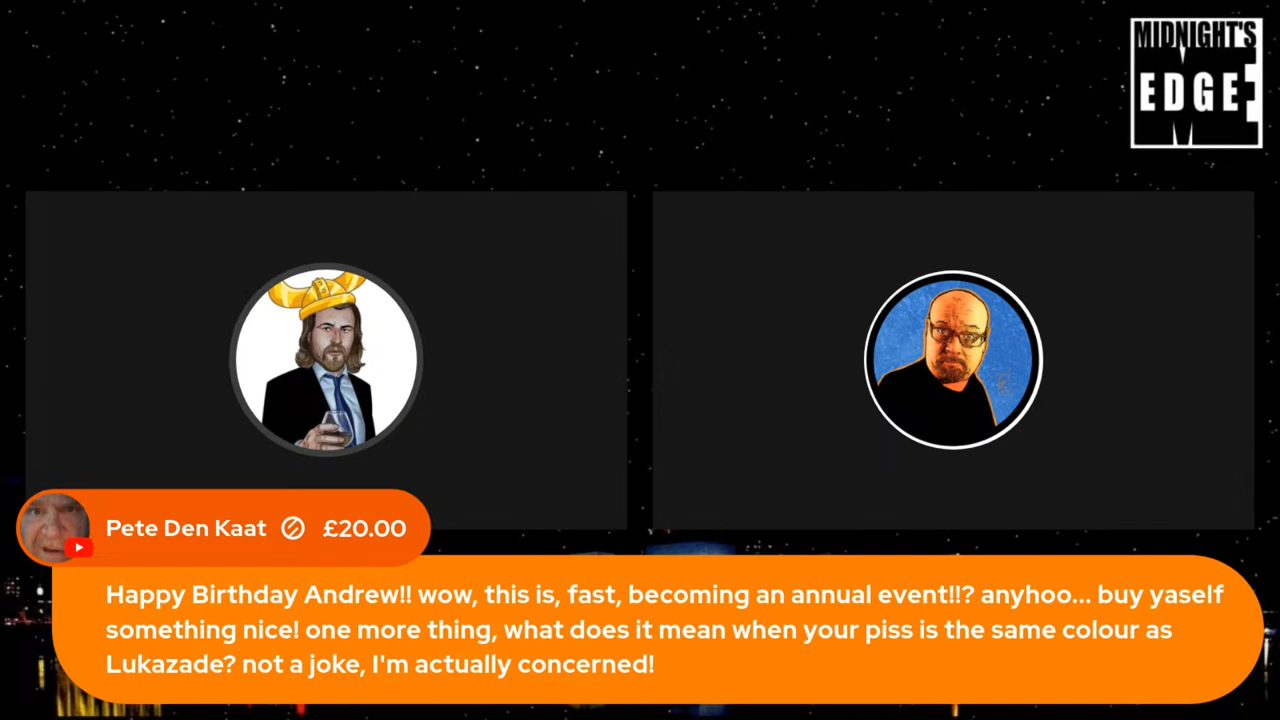 MIDNIGHT'S
EDGE
Pete Den Kaat £20.00
Happy Birthday Andrew!! wow, this is, fast, becoming an annual event!!? anyhoo... buy yaself
something nice! one more thing, what does it mean when your piss is the same colour as
Lukazade? not a joke, I'm actually concerned!